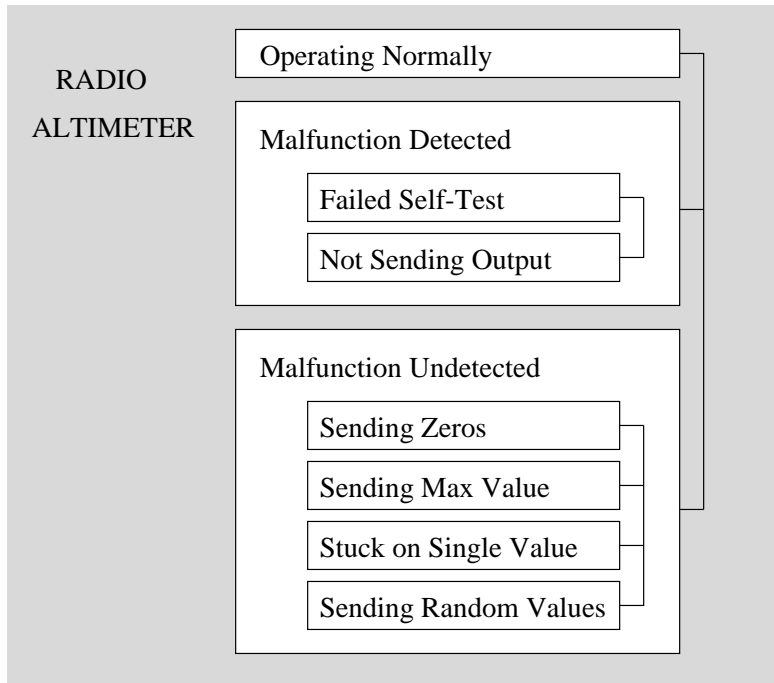 RADIO
ALTIMETER
Operating Normally
Malfunction Detected
Failed Self-Test
Not Sending Output
Malfunction Undetected
Sending Zeros
Sending Max Value
Stuck on Single Value
Sending Random Values